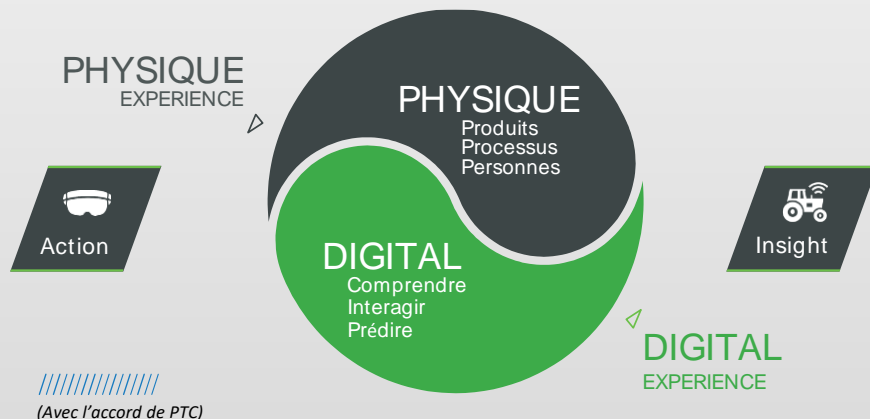 PHYSIQUE
EXPERIENCE
PHYSIQUE
Produits
Processus
Personnes
Action
Insight
DIGITAL
Comprendre
Interagir
Prédire
DIGITAL
EXPERIENCE
(Avec l’accord de PTC)